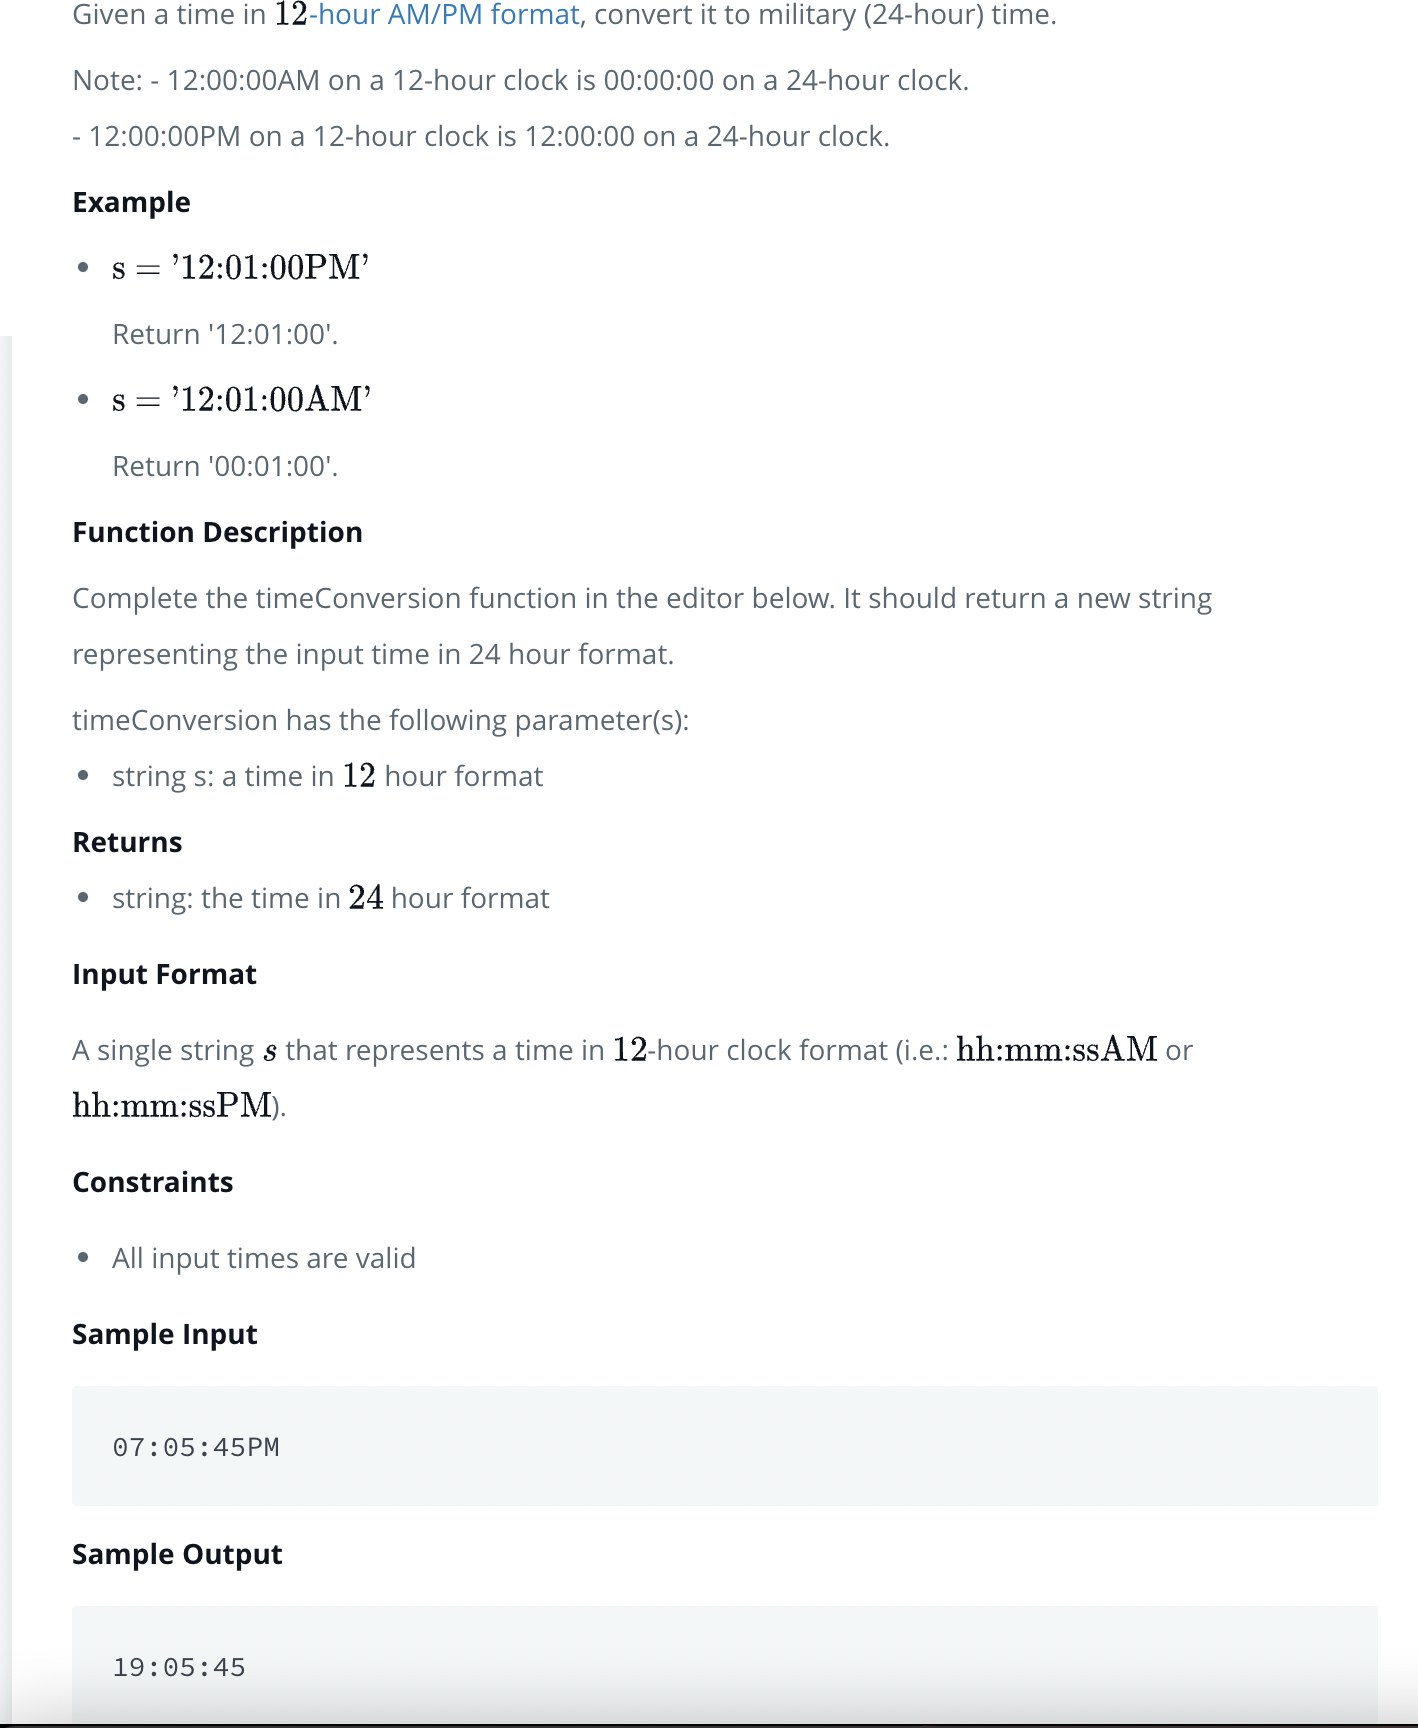 Given a time in 12-hour AM/PM format, convert it to military (24-hour) time.
Note: - 12:00:00AM on a 12-hour clock is 00:00:00 on a 24-hour clock.
- 12:00:00PM on a 12-hour clock is 12:00:00 on a 24-hour clock.
Example
• s = ’12:01:00PM’
Return '12:01:00'.
• s = ’12:01:00AM’
Return '00:01:00'.
Function Description
Complete the timeConversion function in the editor below. It should return a new string
representing the input time in 24 hour format.
timeConversion has the following parameter(s):
• string s: a time in 12 hour format
Returns
• string: the time in 24 hour format
Input Format
A single string s that represents a time in 12-hour clock format (i.e.: hh:mm:ssAM or
hh:mm:ssPM).
Constraints
• All input times are valid
Sample Input
07:05:45PM
Sample Output
19:05:45